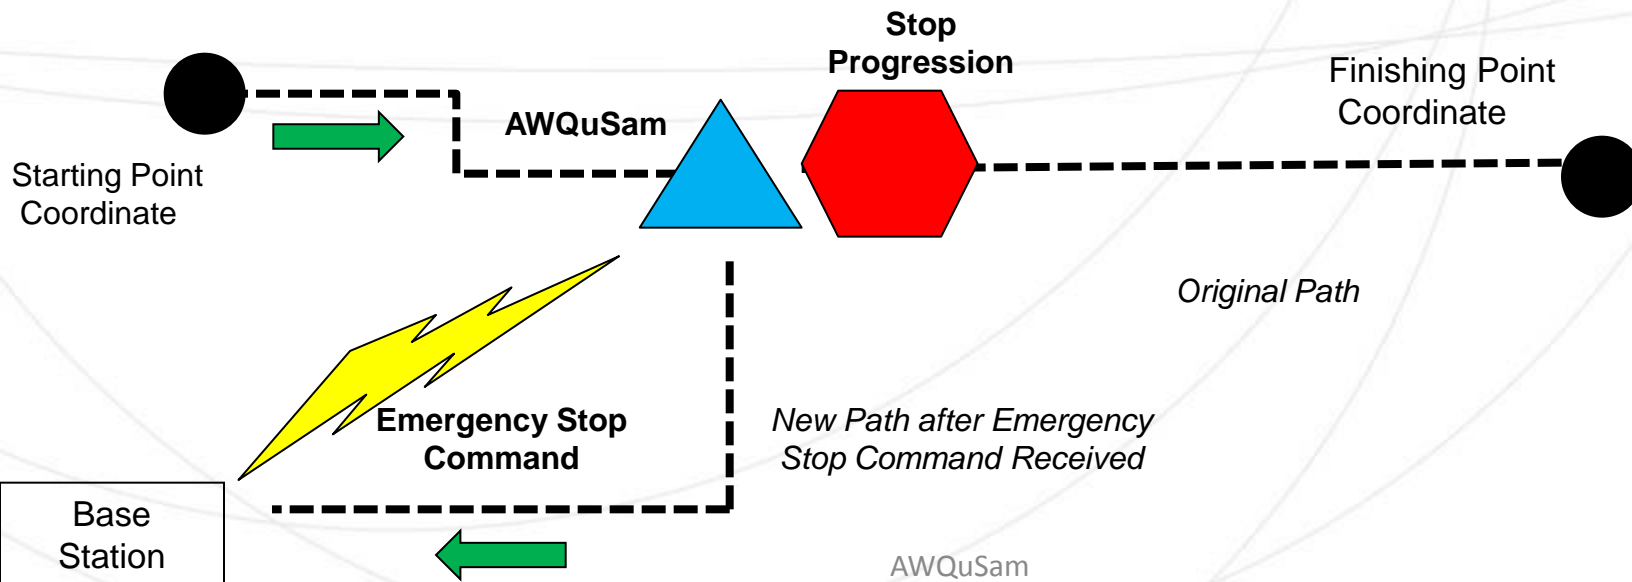 Stop
Progression
Finishing Point
Coordinate
AWQuSam
Starting Point
Coordinate
Original Path
Emergency Stop
Command
New Path after Emergency
Stop Command Received
Base
Station
AWQuSam